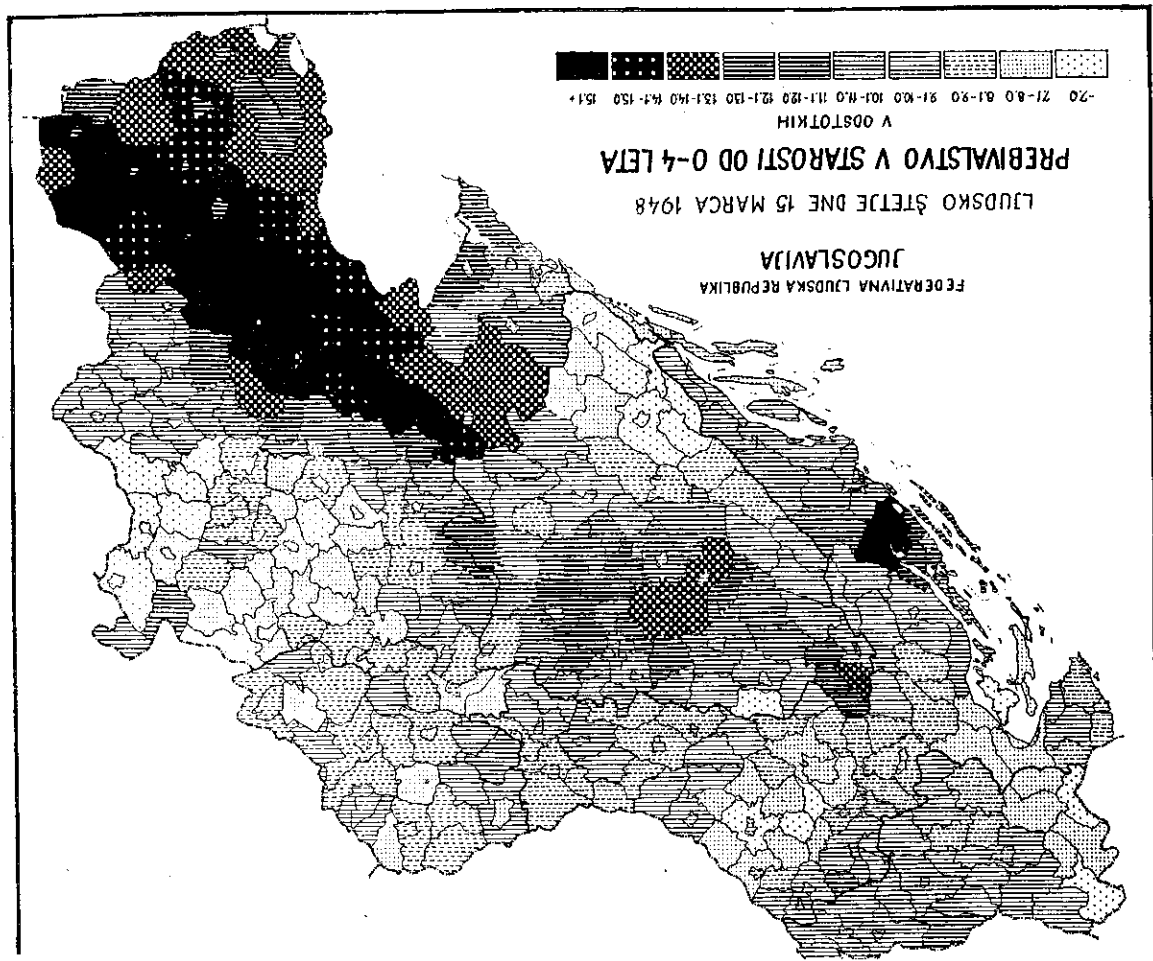 FEDERATIVNA LJUDSKA REPUBLIKA
JUGOSLAVIJA
LJUDSKO ŠTETJE DNE 15 MARCA 1948
PREBIVALSTVO V STAROSTI OD 0-4 LETA
V ODSTOTKIH
-7.0 7.1-8.0 8.1-9.0 9.1-10.0 10.1-11.0 11.1-12.0 12.1-13.0 13.1-14.0 14.1-15.0 15.1+